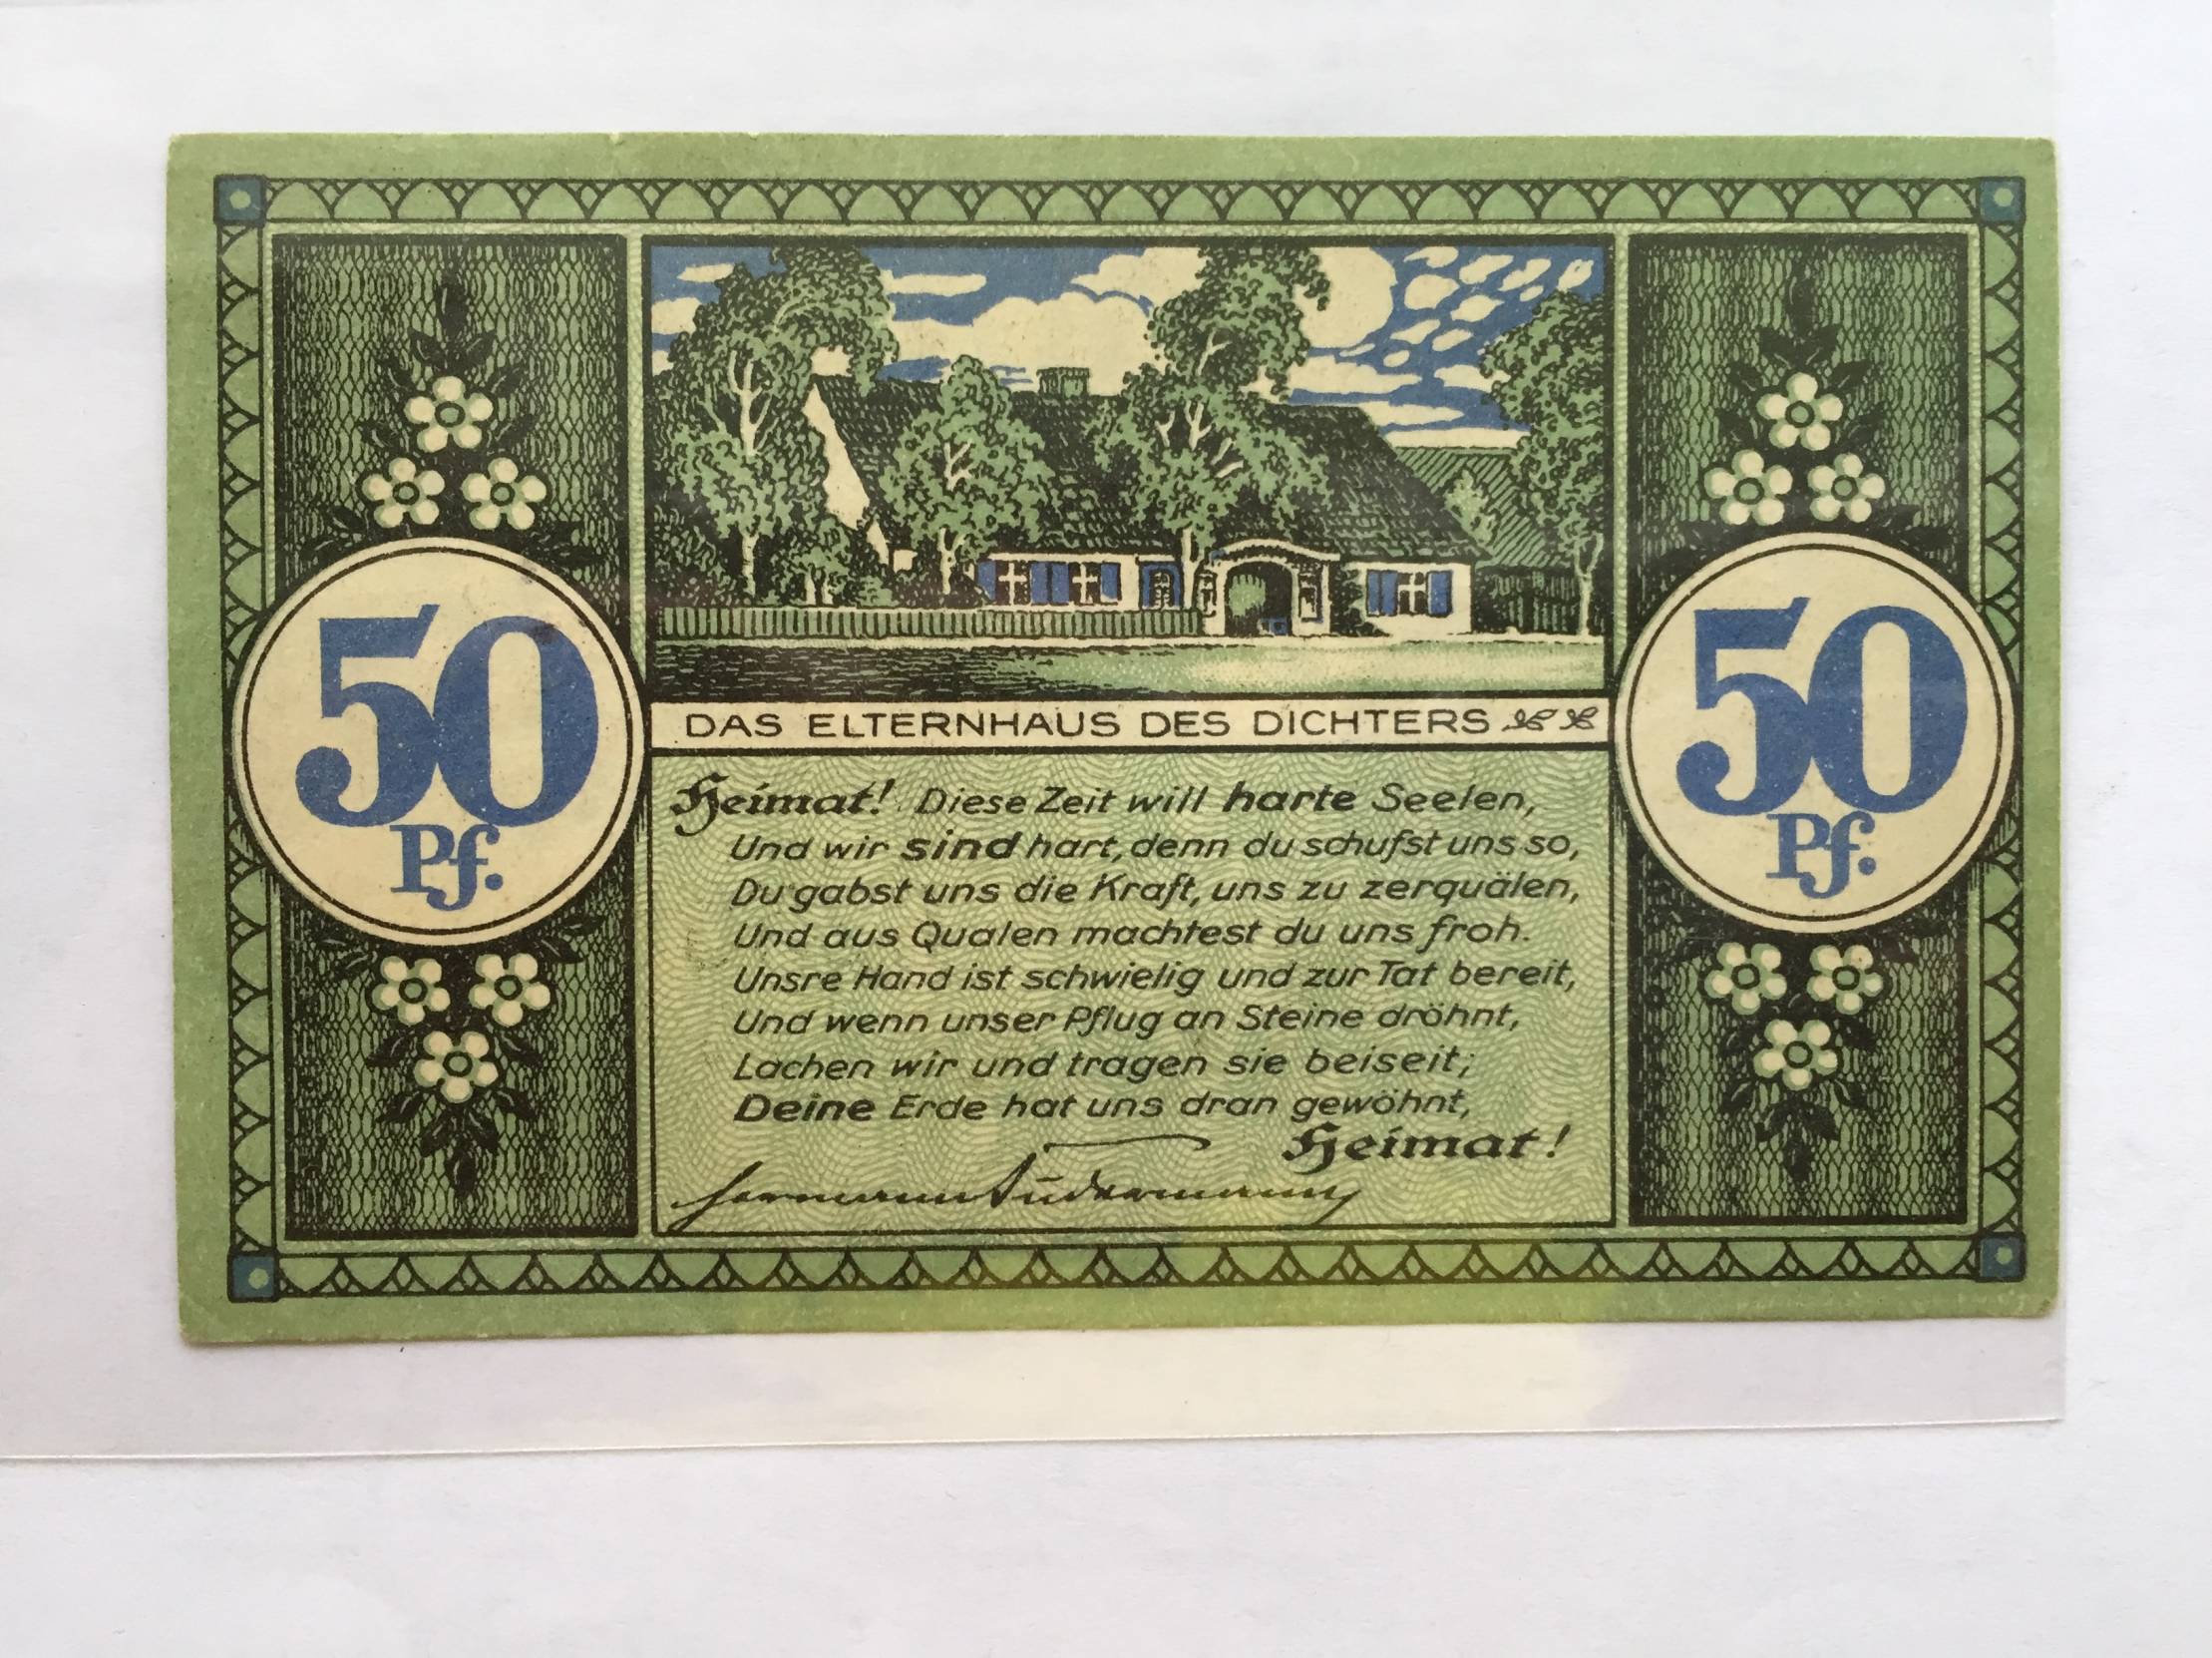 DAS ELTERNHAUS DES DICHTERS
50
Pf.
50
Pf.
Heimat! Diese Zeit will harte Seelen,
Und wir sind hart, denn du schufst uns so,
Du gabst uns die Kraft, uns zu zerquälen,
Und aus Qualen machtest du uns froh.
Unsre Hand ist schwielig und zur Tat bereit,
Und wenn unser Pflug an Steine dröhnt,
Lachen wir und tragen sie beiseit;
Deine Erde hat uns dran gewöhnt,
Heimat!
Hermann Sudermann